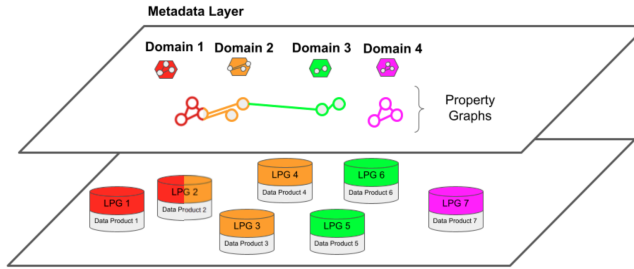 Metadata Layer
Domain 1 Domain 2 Domain 3 Domain 4
Property
Graphs
LPG 4 LPG 6
Data Product 4 Data Product 6
LPG 1 LPG 2 LPG 7
Data Product 1 Data Product 2 Data Product 7
LPG 3 LPG 5
Data Product 3 Data Product 5